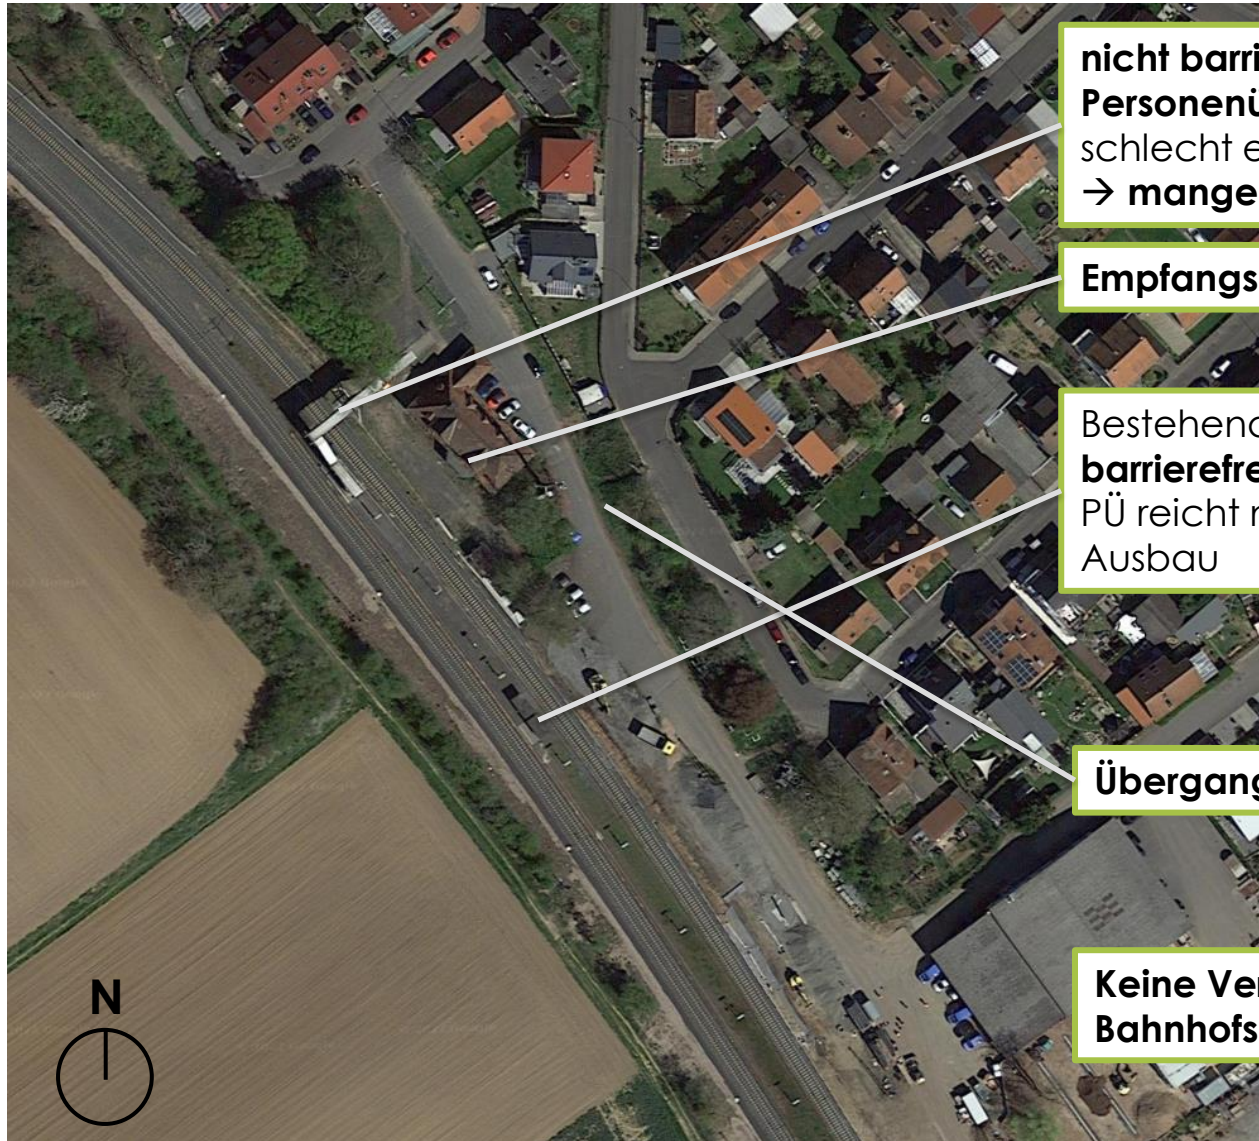 nicht barri
Personenü
schlecht e
→ mange
Empfangs
Bestehend
barrierefre
PÜ reicht n
Ausbau
Übergang
Keine Ver
Bahnhofs
N